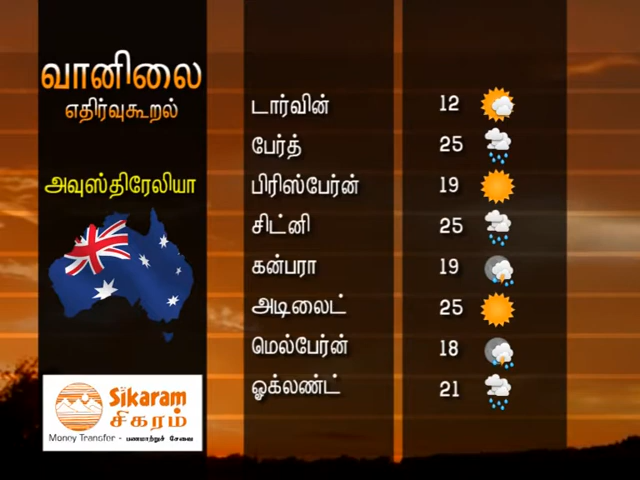 வானிலை
எதிர்வுகூறல்
அவுஸ்திரேலியா
டார்வின் 12
பேர்த் 25
பிரிஸ்பேர்ன் 19
சிட்னி 25
கன்பரா 19
அடிலைட் 25
மெல்பேர்ன் 18
ஓக்லண்ட் 21
Sikaram
சிகரம்
Money Transfer - பணமாற்றுச் சேவை